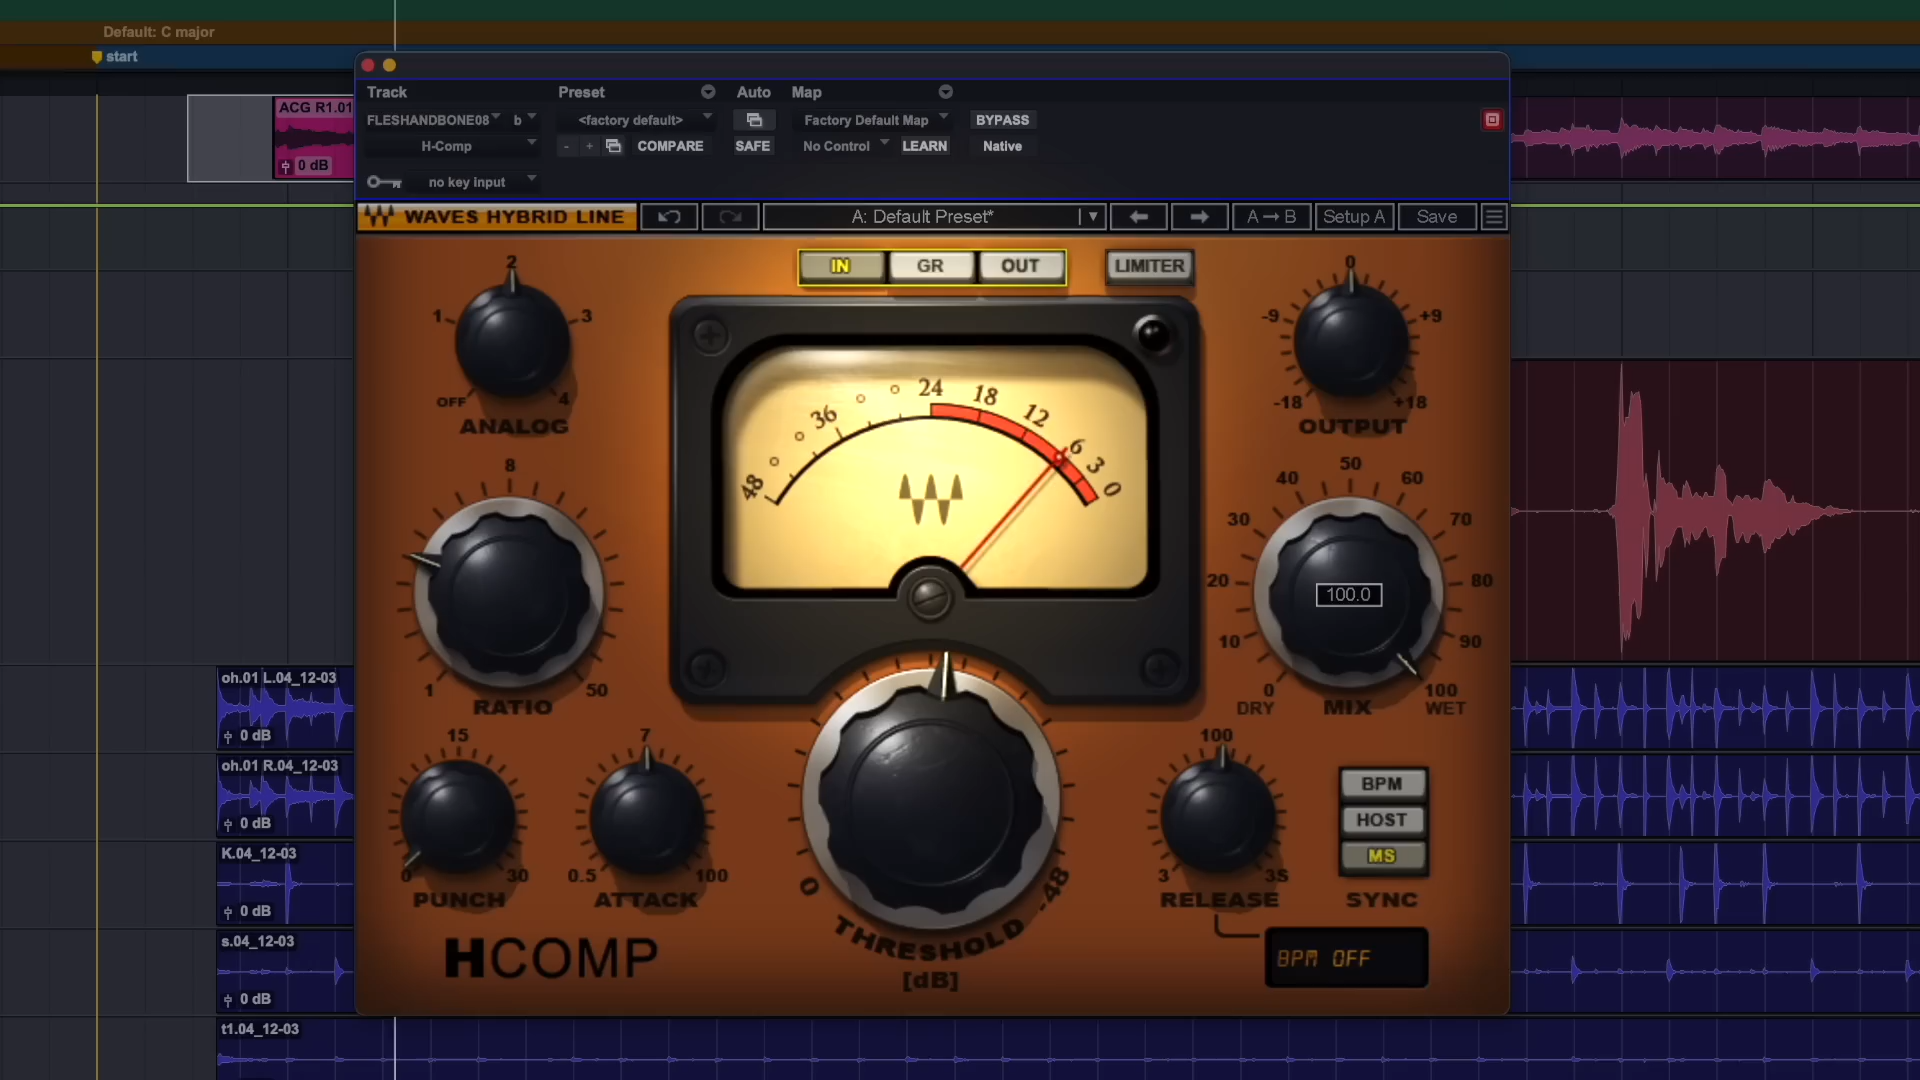 Default: C major
start
Track
Preset
Auto
Map
FLESHANDBONE08 b
<factory default>
Factory Default Map
BYPASS
H-Comp
- + COMPARE
SAFE
No Control
LEARN
Native
no key input
WAVES HYBRID LINE
A: Default Preset*
A→B
Setup A
Save
ACG R1.01
0 dB
IN
GR
OUT
LIMITER
OFF 1 2 3 4
ANALOG
48 36 24 18 12 6 3 0
-18 -9 0 +9 +18
OUTPUT
1 8 50
RATIO
0 10 20 30 40 50 60 70 80 90 100
DRY MIX WET
100.0
0 15 30
PUNCH
0.5 7 100
ATTACK
0 -48
THRESHOLD
[dB]
3 100 3S
RELEASE
BPM
HOST
MS
SYNC
BPM OFF
HCOMP
oh.01 L.04_12-03
0 dB
oh.01 R.04_12-03
0 dB
K.04_12-03
0 dB
s.04_12-03
0 dB
t1.04_12-03